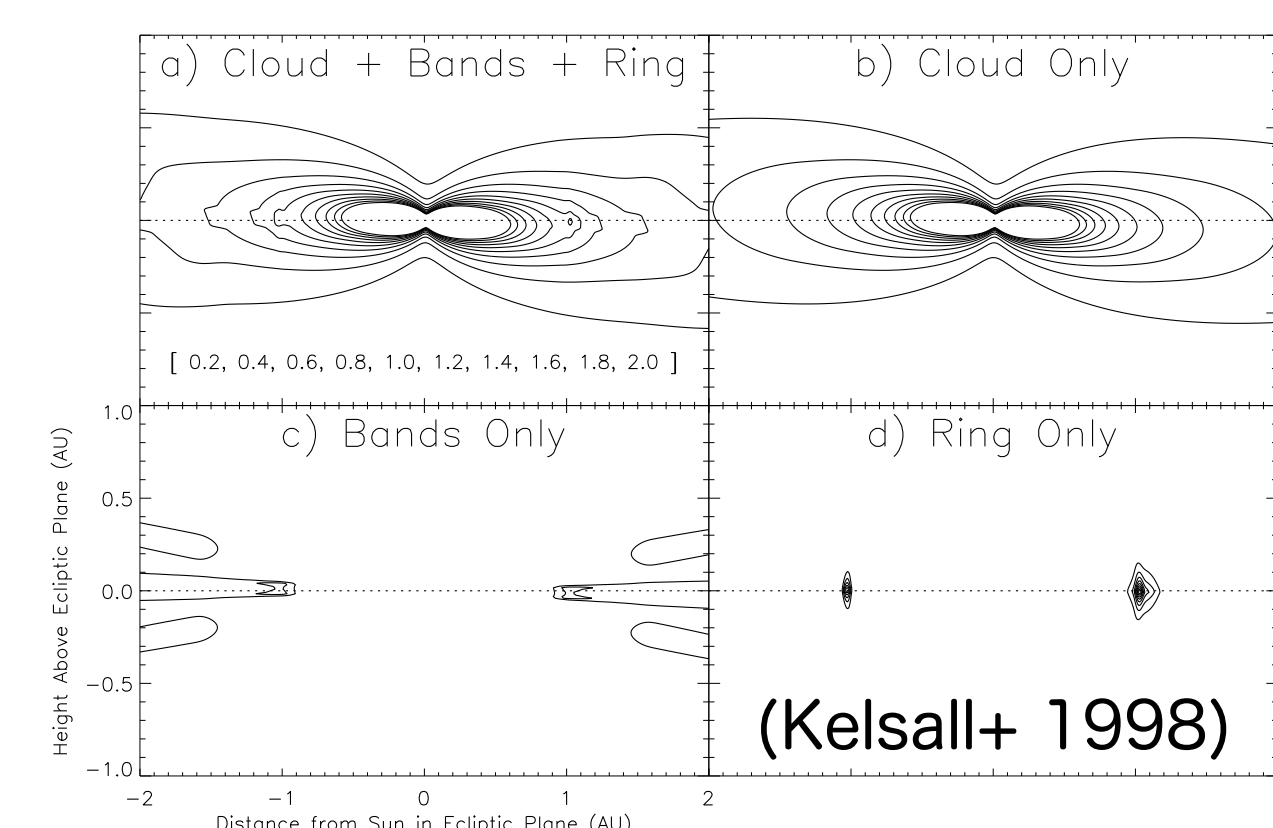 a) Cloud + Bands + Ring
b) Cloud Only
[ 0.2, 0.4, 0.6, 0.8, 1.0, 1.2, 1.4, 1.6, 1.8, 2.0 ]
c) Bands Only
d) Ring Only
1.0
0.5
0.0
−0.5
−1.0
Height Above Ecliptic Plane (AU)
(Kelsall+ 1998)
−2 −1 0 1 2
Distance from Sun in Ecliptic Plane (AU)